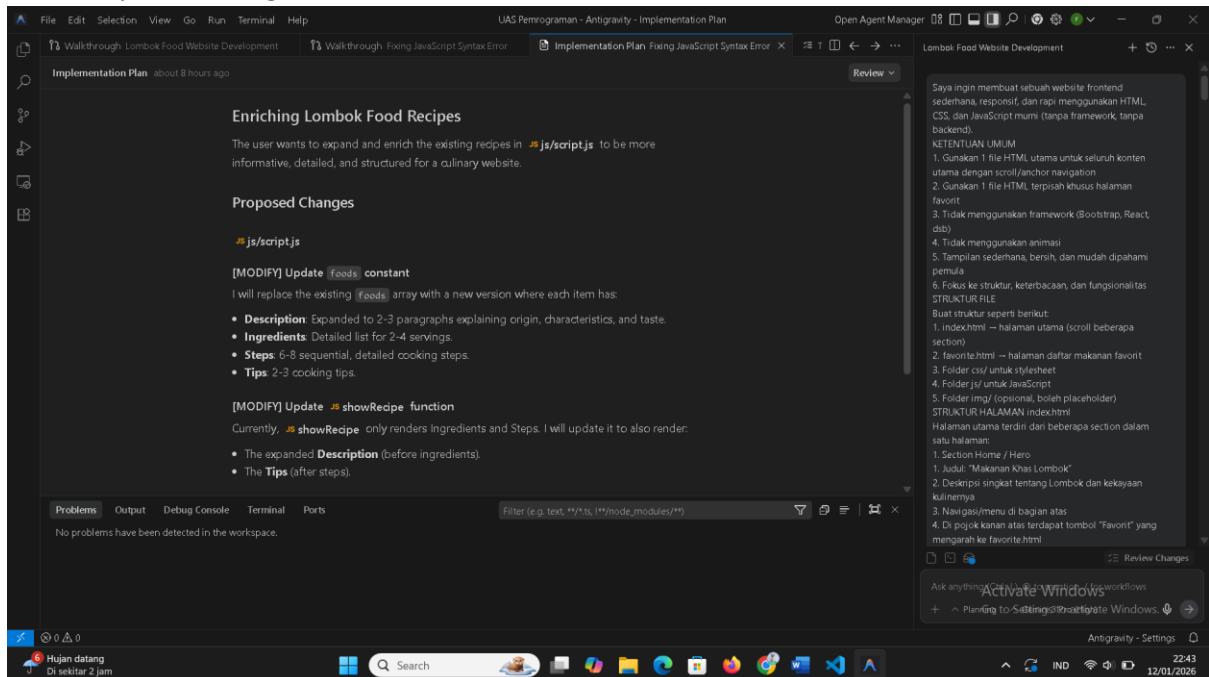 File Edit Selection View Go Run Terminal Help
UAS Pemrograman - Antigravity - Implementation Plan
Open Agent Manager
Walkthrough Lombok Food Website Development
Walkthrough Fixing JavaScript Syntax Error
Implementation Plan Fixing JavaScript Syntax Error
Implementation Plan about 8 hours ago
Review
Enriching Lombok Food Recipes
The user wants to expand and enrich the existing recipes in JS js/script.js to be more
informative, detailed, and structured for a culinary website.
Proposed Changes
JS js/script.js
[MODIFY] Update foods constant
I will replace the existing foods array with a new version where each item has:
• Description: Expanded to 2-3 paragraphs explaining origin, characteristics, and taste.
• Ingredients: Detailed list for 2-4 servings.
• Steps: 6-8 sequential, detailed cooking steps.
• Tips: 2-3 cooking tips.
[MODIFY] Update JS showRecipe function
Currently, JS showRecipe only renders Ingredients and Steps. I will update it to also render:
• The expanded Description (before ingredients).
• The Tips (after steps).
Problems Output Debug Console Terminal Ports
Filter (e.g. text, **/*.ts, !**/node_modules/**)
No problems have been detected in the workspace.
Lombok Food Website Development
Saya ingin membuat sebuah website frontend
sederhana, responsif, dan rapi menggunakan HTML,
CSS, dan JavaScript murni (tanpa framework, tanpa
backend).
KETENTUAN UMUM
1. Gunakan 1 file HTML utama untuk seluruh konten
utama dengan scroll/anchor navigation
2. Gunakan 1 file HTML terpisah khusus halaman
favorit
3. Tidak menggunakan framework (Bootstrap, React,
dsb)
4. Tidak menggunakan animasi
5. Tampilan sederhana, bersih, dan mudah dipahami
pemula
6. Fokus ke struktur, keterbacaan, dan fungsionalitas
STRUKTUR FILE
Buat struktur seperti berikut:
1. index.html — halaman utama (scroll beberapa
section)
2. favorite.html — halaman daftar makanan favorit
3. Folder css/ untuk stylesheet
4. Folder js/ untuk JavaScript
5. Folder img/ (opsional, boleh placeholder)
STRUKTUR HALAMAN index.html
Halaman utama terdiri dari beberapa section dalam
satu halaman:
1. Section Home / Hero
1. Judul: "Makanan Khas Lombok"
2. Deskripsi singkat tentang Lombok dan kekayaan
kulinernya
3. Navigasi/menu di bagian atas
4. Di pojok kanan atas terdapat tombol "Favorit" yang
mengarah ke favorite.html
Review Changes
Ask anything
workflows
Activate Windows
Planning
Go to Settings to activate Windows.
0 0
Antigravity - Settings
6
Hujan datang
Di sekitar 2 jam
Search
IND
22:43
12/01/2026